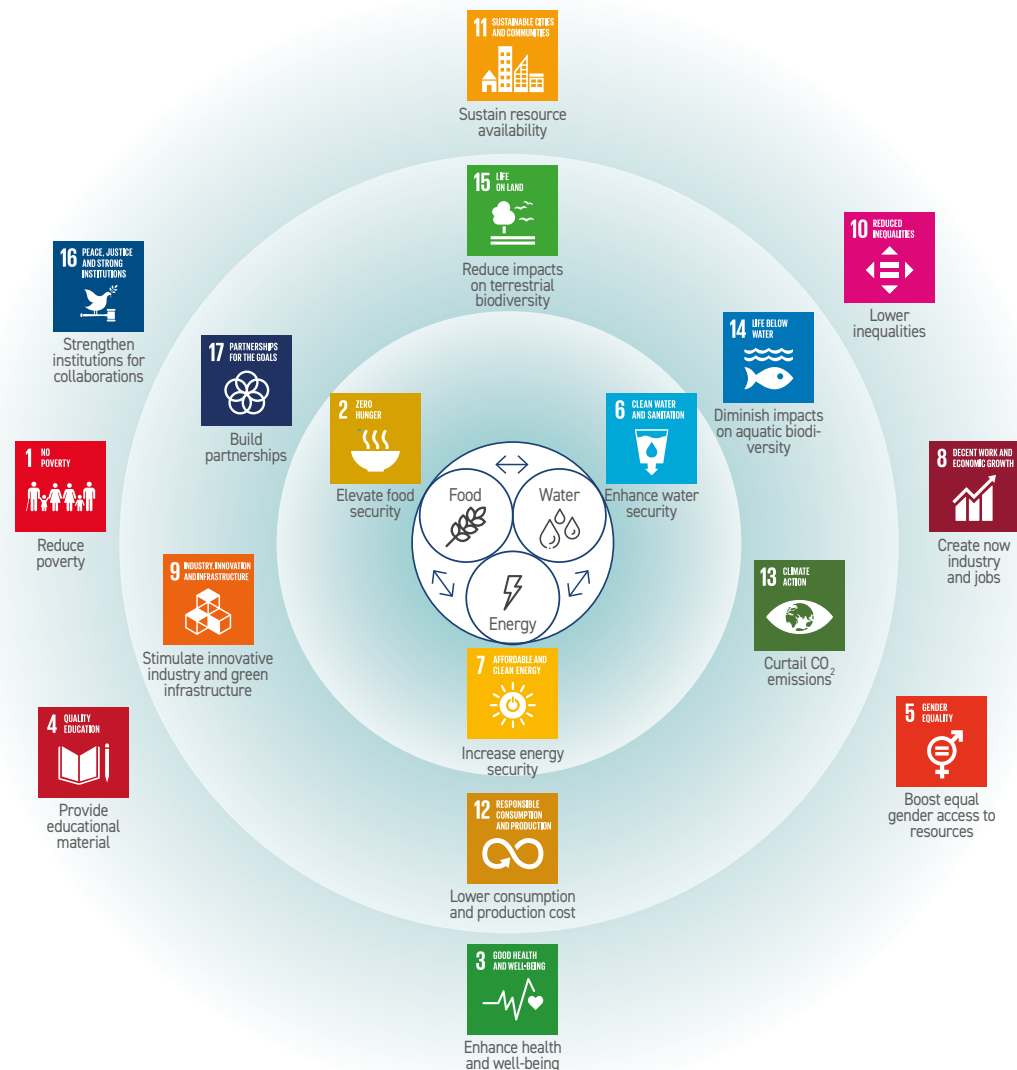 11 SUSTAINABLE CITIES
AND COMMUNITIES
Sustain resource
availability
15 LIFE
ON LAND
Reduce impacts
on terrestrial
biodiversity
10 REDUCED
INEQUALITIES
Lower
inequalities
16 PEACE, JUSTICE
AND STRONG
INSTITUTIONS
Strengthen
institutions for
collaborations
17 PARTNERSHIPS
FOR THE GOALS
Build
partnerships
14 LIFE BELOW
WATER
Diminish impacts
on aquatic biodi-
versity
2 ZERO
HUNGER
Elevate food
security
6 CLEAN WATER
AND SANITATION
Enhance water
security
1 NO
POVERTY
Reduce
poverty
8 DECENT WORK AND
ECONOMIC GROWTH
Create now
industry
and jobs
Food
Water
Energy
9 INDUSTRY, INNOVATION
AND INFRASTRUCTURE
Stimulate innovative
industry and green
infrastructure
13 CLIMATE
ACTION
Curtail CO2
emissions
7 AFFORDABLE AND
CLEAN ENERGY
Increase energy
security
4 QUALITY
EDUCATION
Provide
educational
material
5 GENDER
EQUALITY
Boost equal
gender access to
resources
12 RESPONSIBLE
CONSUMPTION
AND PRODUCTION
Lower consumption
and production cost
3 GOOD HEALTH
AND WELL-BEING
Enhance health
and well-being